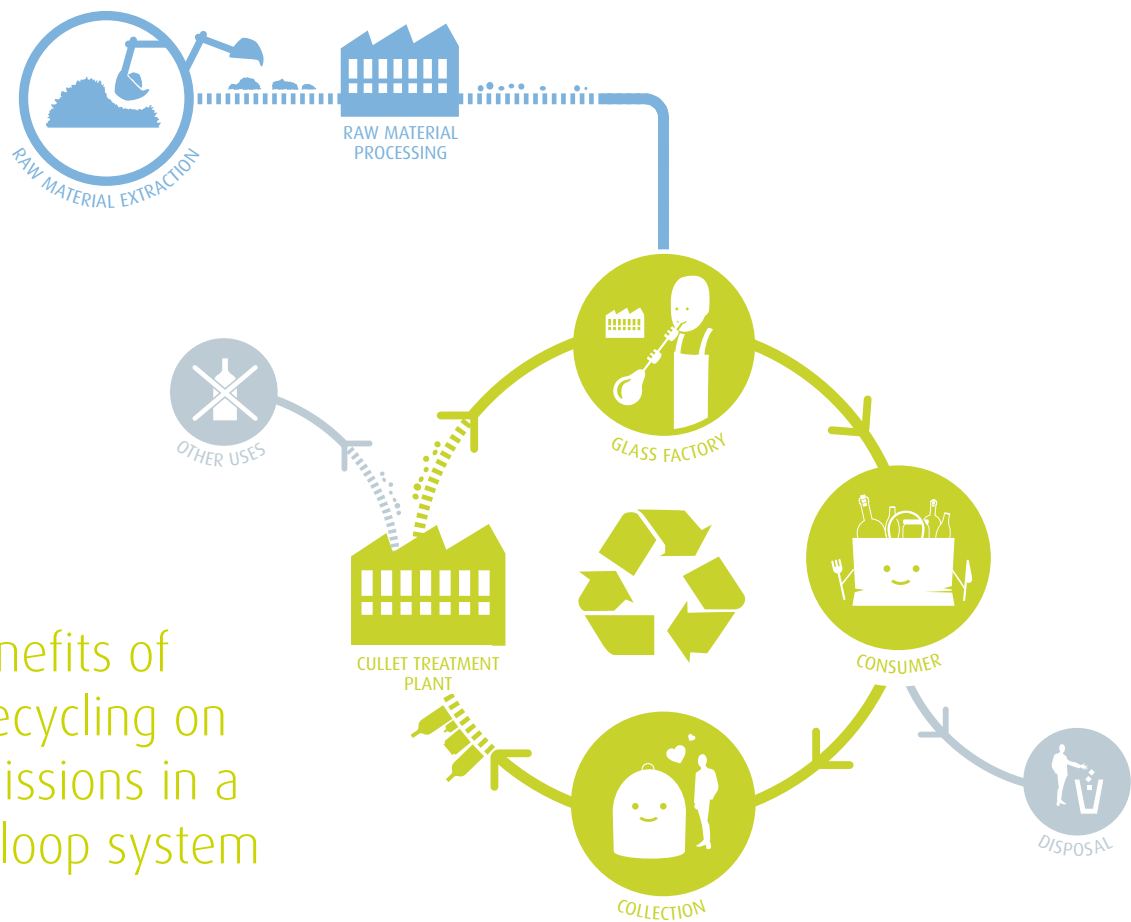 RAW MATERIAL EXTRACTION
RAW MATERIAL
PROCESSING
GLASS FACTORY
OTHER USES
CULLET TREATMENT
PLANT
CONSUMER
COLLECTION
DISPOSAL
nefits of
ecycling on
issions in a
loop system